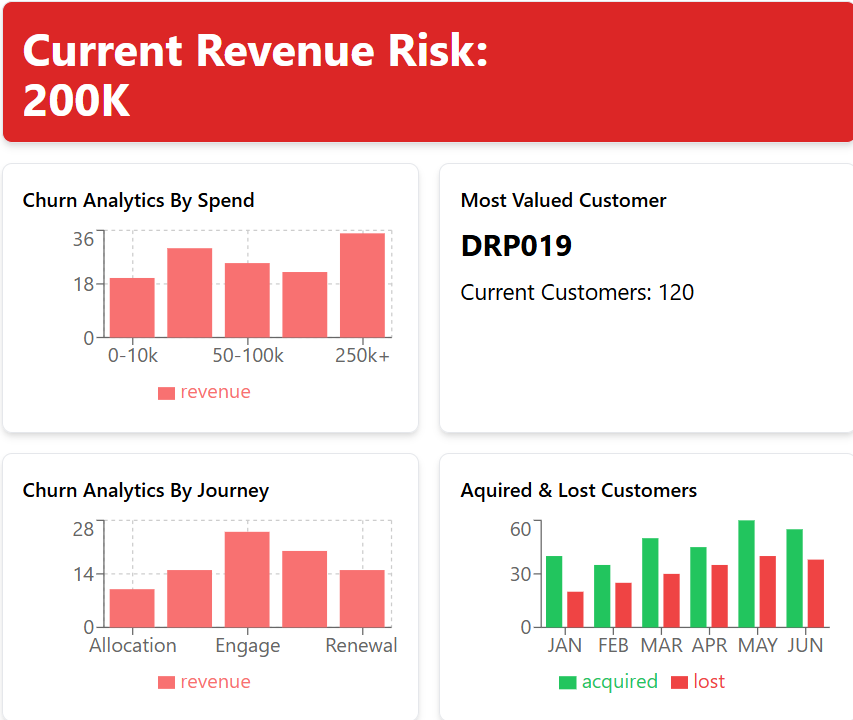 Current Revenue Risk:
200K
Churn Analytics By Spend
36
18
0
0-10k 50-100k 250k+
revenue
Most Valued Customer
DRP019
Current Customers: 120
Churn Analytics By Journey
28
14
0
Allocation Engage Renewal
revenue
Aquired & Lost Customers
60
30
0
JAN FEB MAR APR MAY JUN
acquired lost